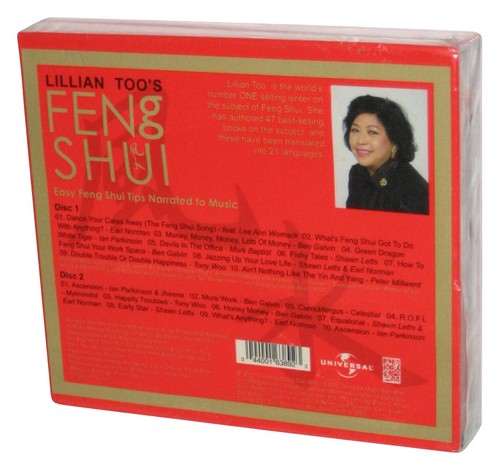 LILLIAN TOO'S
FENg
SHUI
Easy Feng Shui Tips Narrated to Music
Lillian Too, is the world's
number ONE selling writer on
the subject of Feng Shui. She
has authored 47 best-selling
books on the subject and
these have been translated
into 21 languages.
Disc 1
01. Dance Your Cares Away (The Feng Shui Song) - feat. Lee Ann Womack 02. What's Feng Shui Got To Do
With Anything? - Earl Norman 03. Money, Money, Money, Lots Of Money - Ben Galvin 04. Green Dragon
White Tiger - Ian Parkinson 05. Devils In The Office - Mark Chapman 06. Fishy Tales - Shawn Letts 07. How To
Feng Shui Your Work Space - Ben Galvin 08. Jazzing Up Your Love Life - Shawn Letts & Earl Norman
09. Double Trouble Or Double Happiness - Tony Woo 10. Ain't Nothing Like The Yin And Yang - Peter Millward
Disc 2
01. Ascension - Ian Parkinson & Jheena 02. More Work - Ben Galvin 03. Carrickfergus - Celestial 04. R.O.F.L
- 05. Happily Troubled - Tony Woo 06. Honey Money - Ben Galvin 07. Equatorial - Shawn Letts &
Earl Norman 08. Early Star - Shawn Letts 09. What's Anything? - Earl Norman 10. Ascension - Ian Parkinson
0 44001 63892
UNIVERSAL